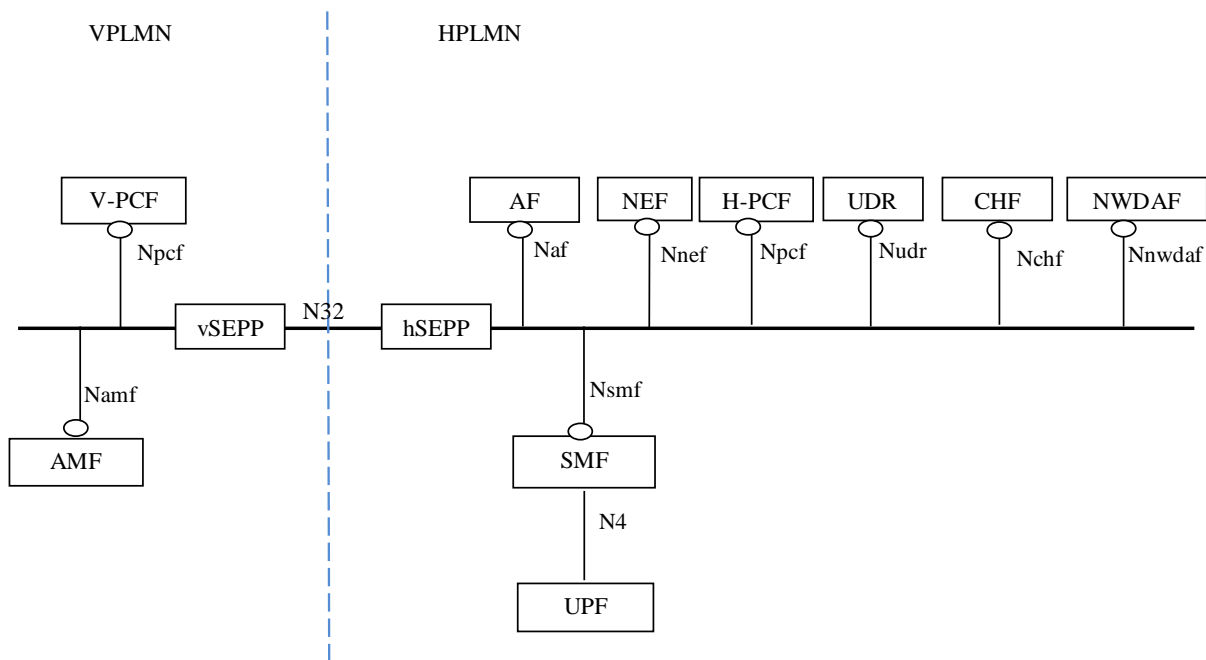 VPLMN
HPLMN
V-PCF
AF
NEF
H-PCF
UDR
CHF
NWDAF
Npcf
Naf
Nnef
Npcf
Nudr
Nchf
Nnwdaf
vSEPP
N32
hSEPP
Namf
Nsmf
AMF
SMF
N4
UPF